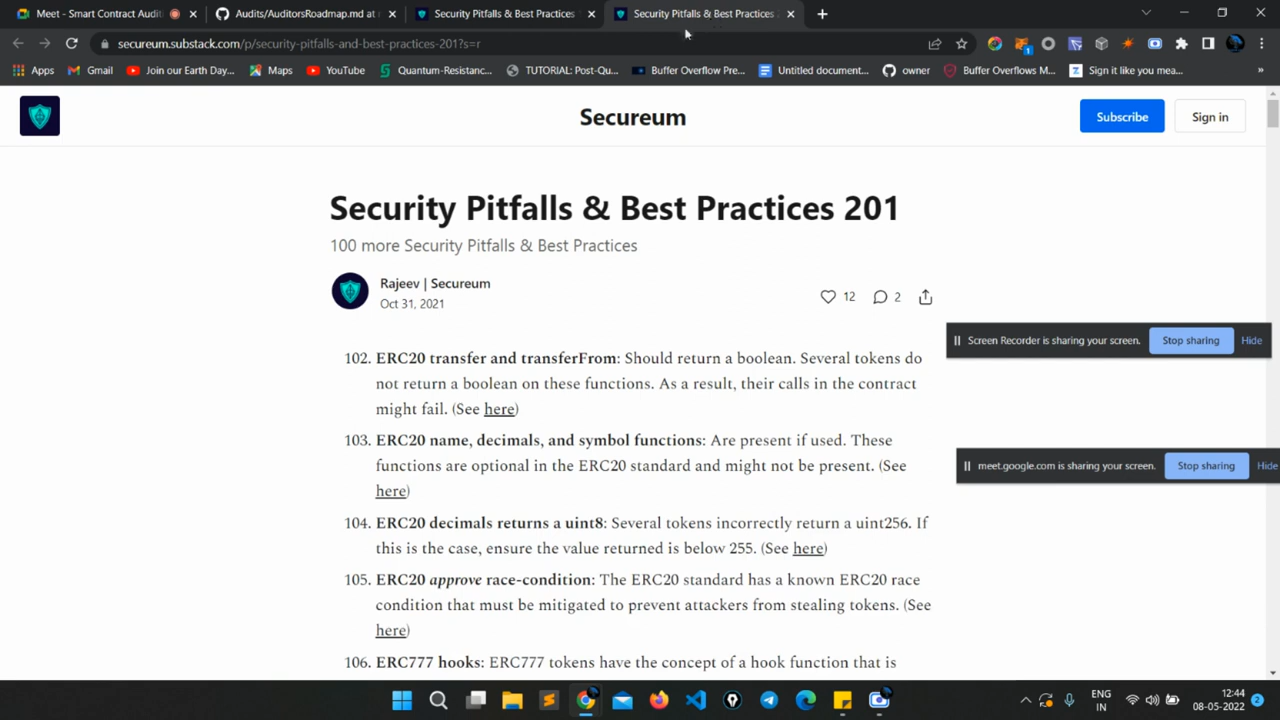 Meet - Smart Contract Audit
Audits/AuditorsRoadmap.md at m
Security Pitfalls & Best Practices
Security Pitfalls & Best Practices 2
secureum.substack.com/p/security-pitfalls-and-best-practices-201?s=r
Apps
Gmail
Join our Earth Day...
Maps
YouTube
Quantum-Resistanc...
TUTORIAL: Post-Qu...
Buffer Overflow Pre...
Untitled document...
owner
Buffer Overflows M...
Sign it like you mea...
»
Secureum
Subscribe
Sign in
Security Pitfalls & Best Practices 201
100 more Security Pitfalls & Best Practices
Rajeev | Secureum
Oct 31, 2021
12
2
102. ERC20 transfer and transferFrom: Should return a boolean. Several tokens do
not return a boolean on these functions. As a result, their calls in the contract
might fail. (See here)
103. ERC20 name, decimals, and symbol functions: Are present if used. These
functions are optional in the ERC20 standard and might not be present. (See
here)
104. ERC20 decimals returns a uint8: Several tokens incorrectly return a uint256. If
this is the case, ensure the value returned is below 255. (See here)
105. ERC20 approve race-condition: The ERC20 standard has a known ERC20 race
condition that must be mitigated to prevent attackers from stealing tokens. (See
here)
106. ERC777 hooks: ERC777 tokens have the concept of a hook function that is
Screen Recorder is sharing your screen.
Stop sharing
Hide
meet.google.com is sharing your screen.
Stop sharing
Hide
ENG
IN
12:44
08-05-2022
2